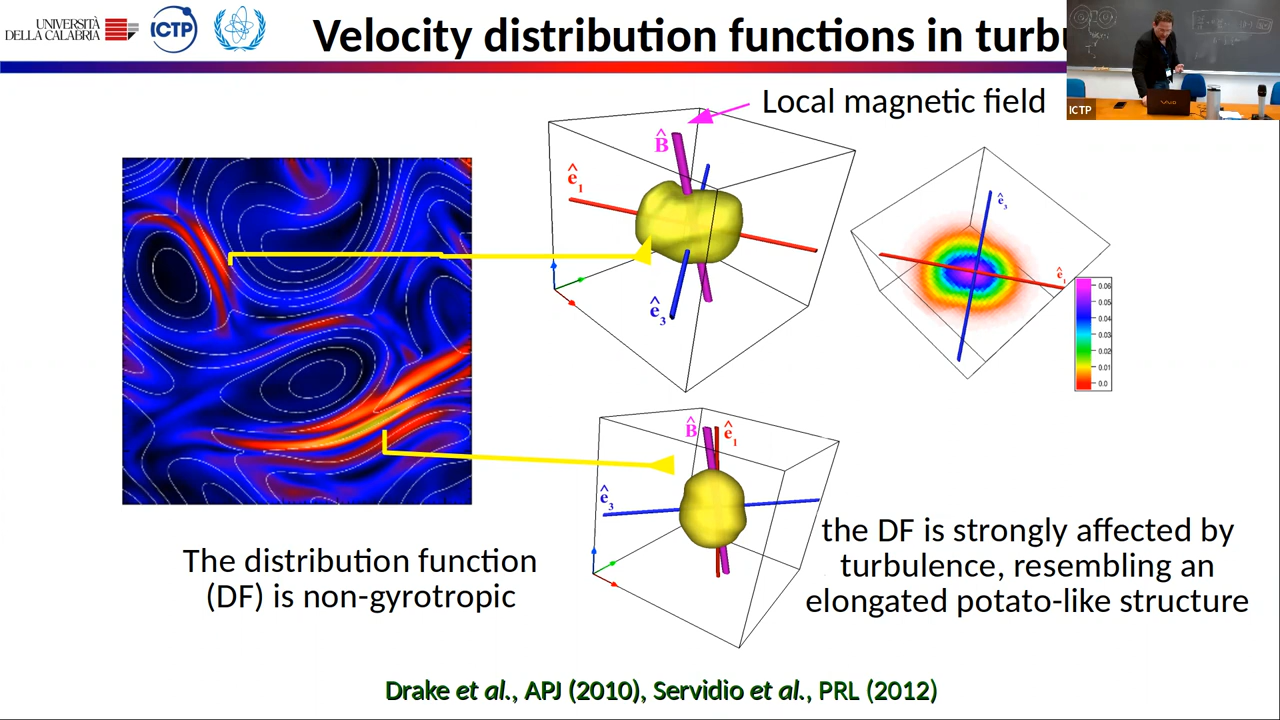 UNIVERSITÀ
DELLA CALABRIA
ICTP
Velocity distribution functions in turbu
ICTP
Local magnetic field
B̂
ê1
ê3
ê3
ê1
0.06
0.05
0.04
0.03
0.02
0.01
0.0
B̂
ê1
ê3
The distribution function
(DF) is non-gyrotropic
the DF is strongly affected by
turbulence, resembling an
elongated potato-like structure
Drake et al., APJ (2010), Servidio et al., PRL (2012)